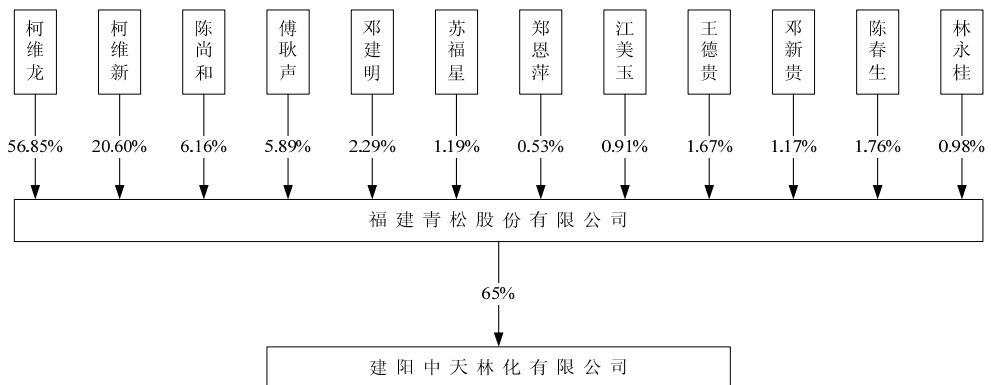 柯维龙
柯维新
陈尚和
傅耿声
邓建明
苏福星
郑恩萍
江美玉
王德贵
邓新贵
陈春生
林永桂
56.85%
20.60%
6.16%
5.89%
2.29%
1.19%
0.53%
0.91%
1.67%
1.17%
1.76%
0.98%
福建青松股份有限公司
65%
建阳中天林化有限公司